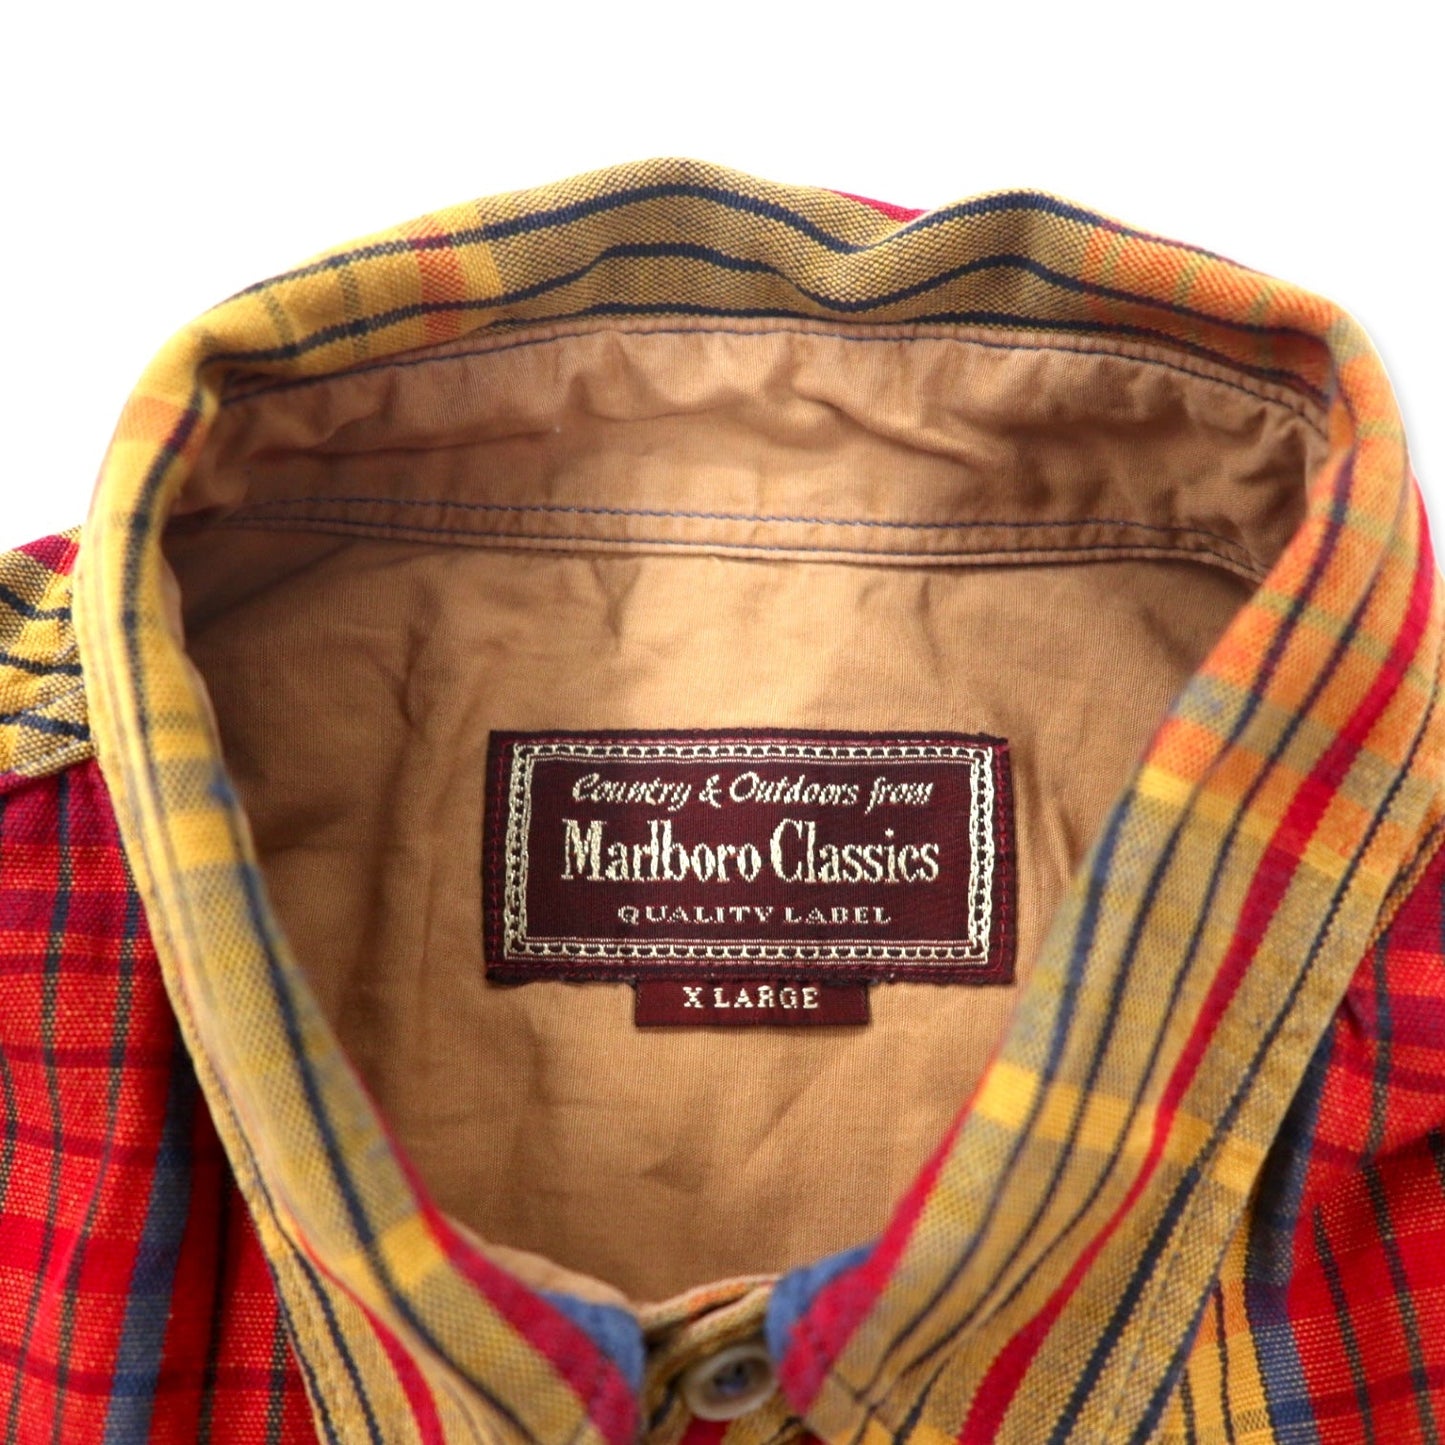 Country & Outdoors from
Marlboro Classics
QUALITY LABEL
X LARGE